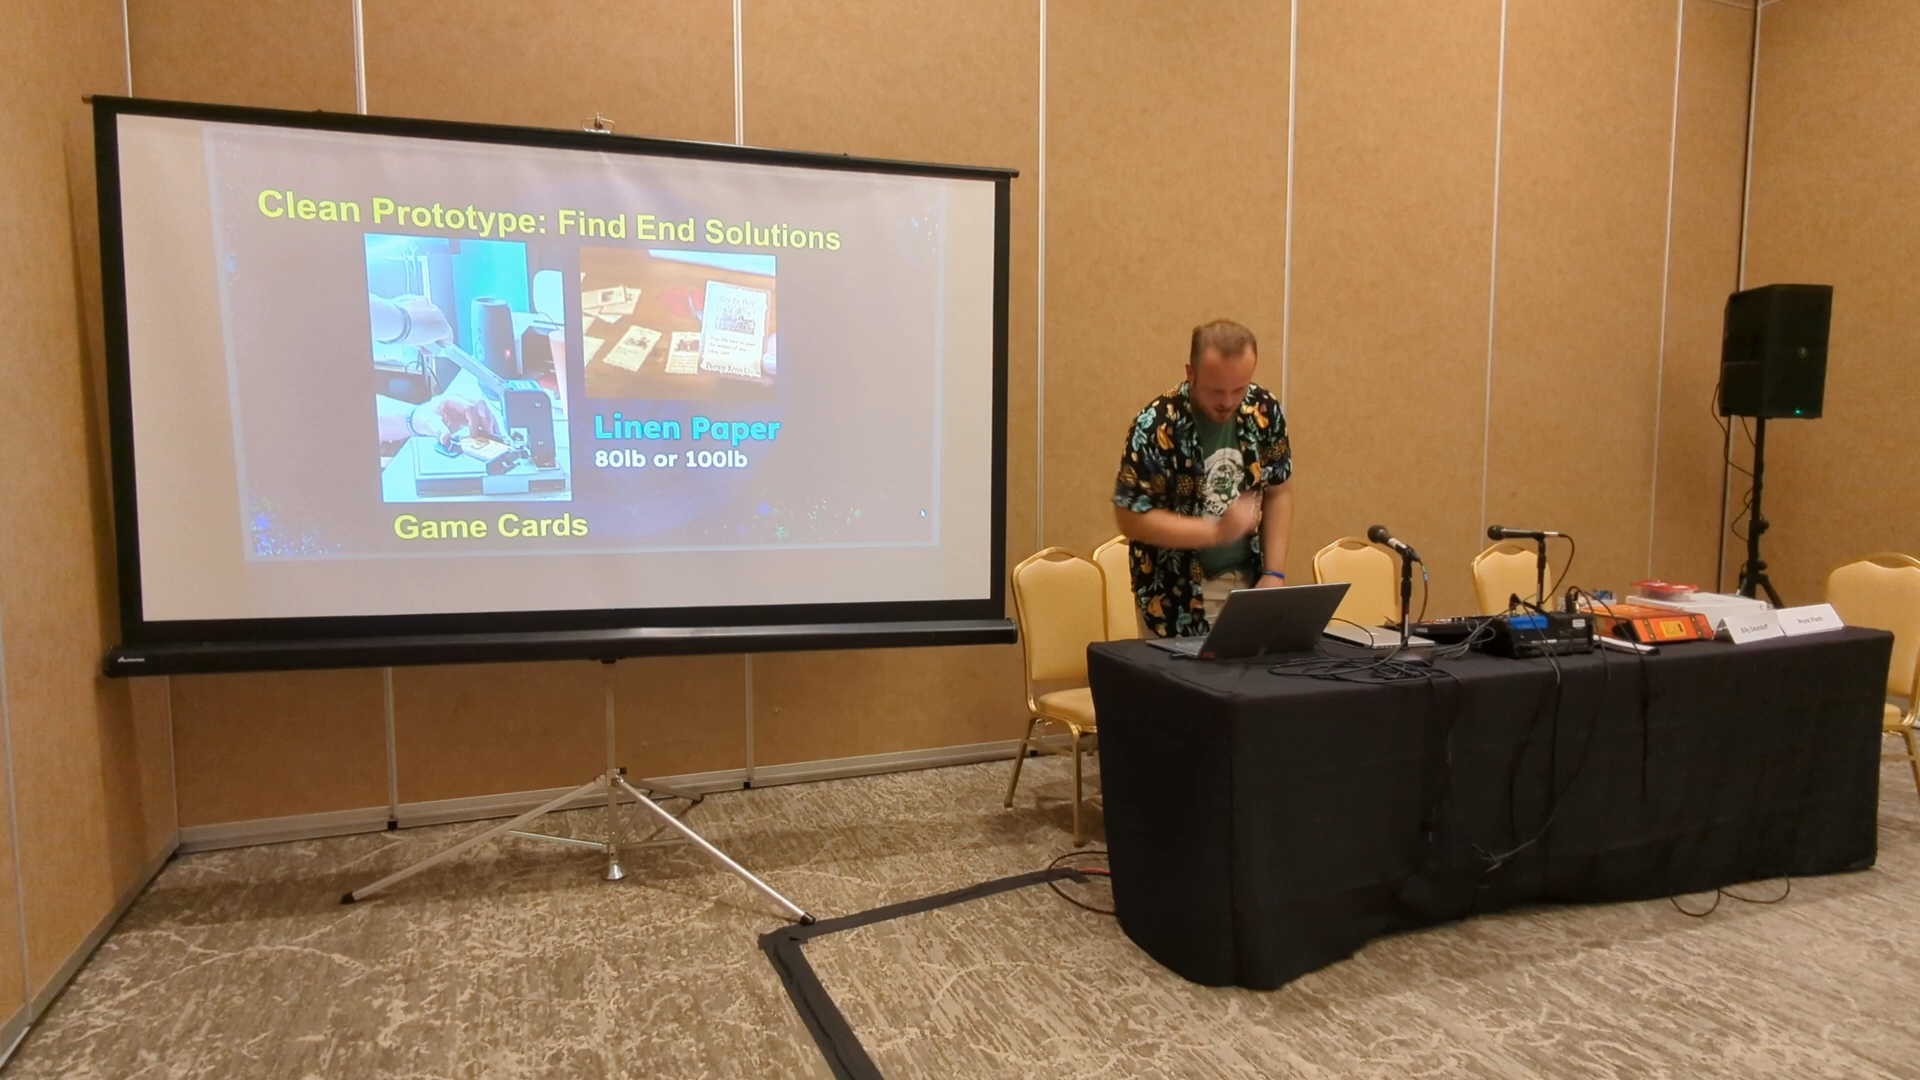 Clean Prototype: Find End Solutions
Linen Paper
80lb or 100lb
Game Cards